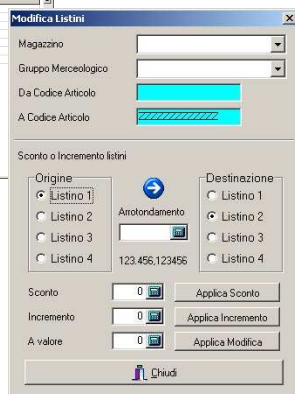 Modifica Listini
Magazzino
Gruppo Merceologico
Da Codice Articolo
A Codice Articolo ZZZZZZZZZZZZZ
Sconto o Incremento listini
Origine
Listino 1
Listino 2
Listino 3
Listino 4
Arrotondamento
123.456,123456
Destinazione
Listino 1
Listino 2
Listino 3
Listino 4
Sconto 0 Applica Sconto
Incremento 0 Applica Incremento
A valore 0 Applica Modifica
Chiudi